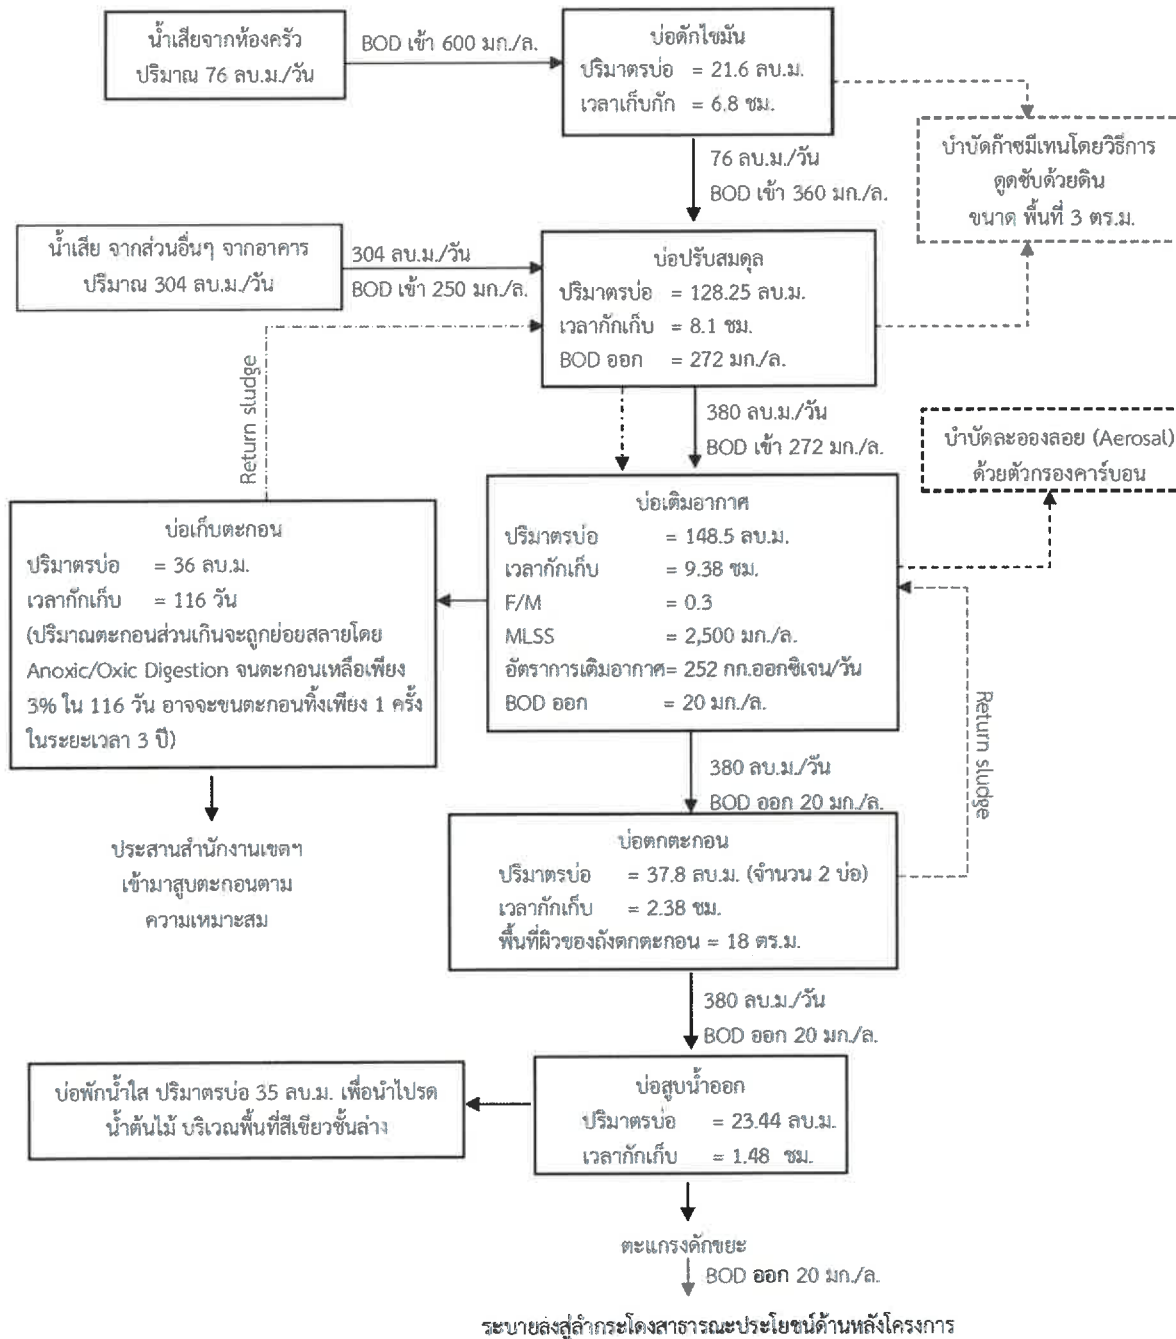 น้ำเสียจากห้องครัว
ปริมาณ 76 ลบ.ม./วัน
BOD เข้า 600 มก./ล.
บ่อดักไขมัน
ปริมาตรบ่อ = 21.6 ลบ.ม.
เวลาเก็บกัก = 6.8 ชม.
76 ลบ.ม./วัน
BOD เข้า 360 มก./ล.
บำบัดก๊าซมีเทนโดยวิธีการ
ดูดซับด้วยดิน
ขนาด พื้นที่ 3 ตร.ม.
น้ำเสีย จากส่วนอื่นๆ จากอาคาร
ปริมาณ 304 ลบ.ม./วัน
304 ลบ.ม./วัน
BOD เข้า 250 มก./ล.
บ่อปรับสมดุล
ปริมาตรบ่อ = 128.25 ลบ.ม.
เวลากักเก็บ = 8.1 ชม.
BOD ออก = 272 มก./ล.
Return sludge
380 ลบ.ม./วัน
BOD เข้า 272 มก./ล.
บำบัดละอองลอย (Aerosal)
ด้วยตัวกรองคาร์บอน
บ่อเติมอากาศ
ปริมาตรบ่อ = 148.5 ลบ.ม.
เวลากักเก็บ = 9.38 ชม.
F/M = 0.3
MLSS = 2,500 มก./ล.
อัตราการเติมอากาศ= 252 กก.ออกซิเจน/วัน
BOD ออก = 20 มก./ล.
บ่อเก็บตะกอน
ปริมาตรบ่อ = 36 ลบ.ม.
เวลากักเก็บ = 116 วัน
(ปริมาณตะกอนส่วนเกินจะถูกย่อยสลายโดย
Anoxic/Oxic Digestion จนตะกอนเหลือเพียง
3% ใน 116 วัน อาจจะขนตะกอนทิ้งเพียง 1 ครั้ง
ในระยะเวลา 3 ปี)
ประสานสำนักงานเขตฯ
เข้ามาสูบตะกอนตาม
ความเหมาะสม
380 ลบ.ม./วัน
BOD ออก 20 มก./ล.
Return sludge
บ่อตกตะกอน
ปริมาตรบ่อ = 37.8 ลบ.ม. (จำนวน 2 บ่อ)
เวลากักเก็บ = 2.38 ชม.
พื้นที่ผิวของถังตกตะกอน = 18 ตร.ม.
380 ลบ.ม./วัน
BOD ออก 20 มก./ล.
บ่อสูบน้ำออก
ปริมาตรบ่อ = 23.44 ลบ.ม.
เวลากักเก็บ = 1.48 ชม.
บ่อพักน้ำใส ปริมาตรบ่อ 35 ลบ.ม. เพื่อนำไปรด
น้ำต้นไม้ บริเวณพื้นที่สีเขียวชั้นล่าง
ตะแกรงดักขยะ
BOD ออก 20 มก./ล.
ระบายลงสู่ลำกระโดงสาธารณะประโยชน์ด้านหลังโครงการ